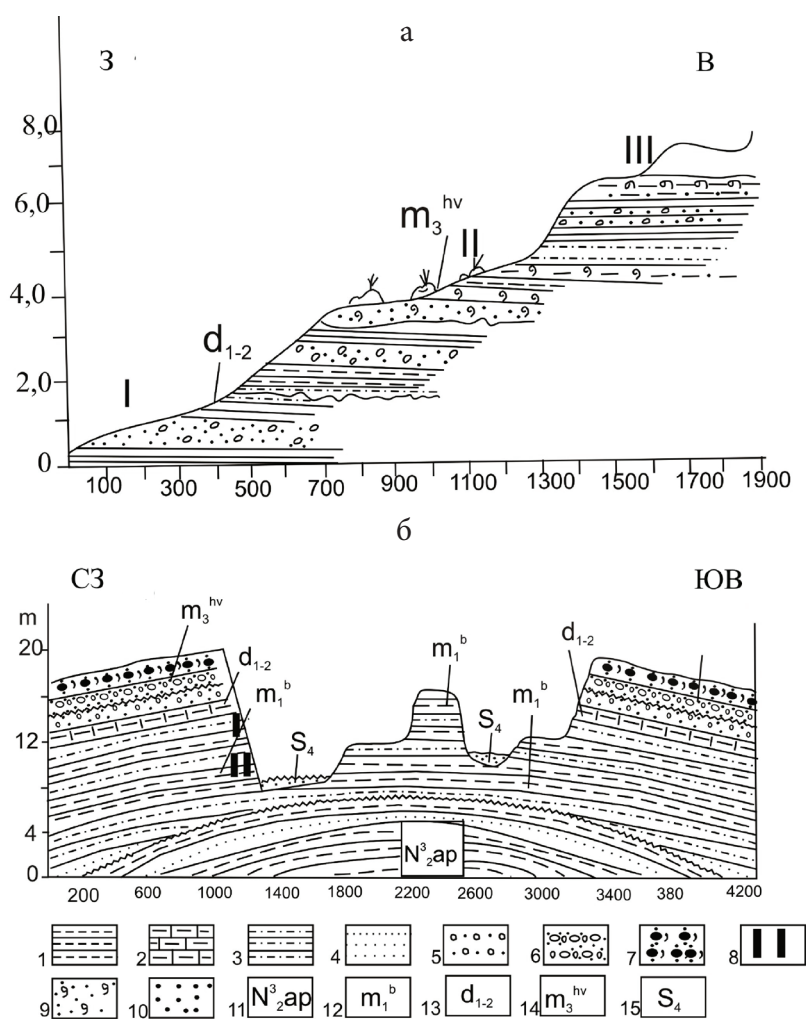 а
З В
8,0
6,0
4,0
2,0
0
I
d1-2
m3hv
II
III
100 300 500 700 900 1100 1300 1500 1700 1900
б
СЗ ЮВ
m
20
12
4
0
m3hv
d1-2
m1b
I
II
S4
m1b
S4
m1b
d1-2
N32ap
200 600 1000 1400 1800 2200 2600 3000 380 4200
1 2 3 4 5 6 7 8
9 10 11 N32ap 12 m1b 13 d1-2 14 m3hv 15 S4